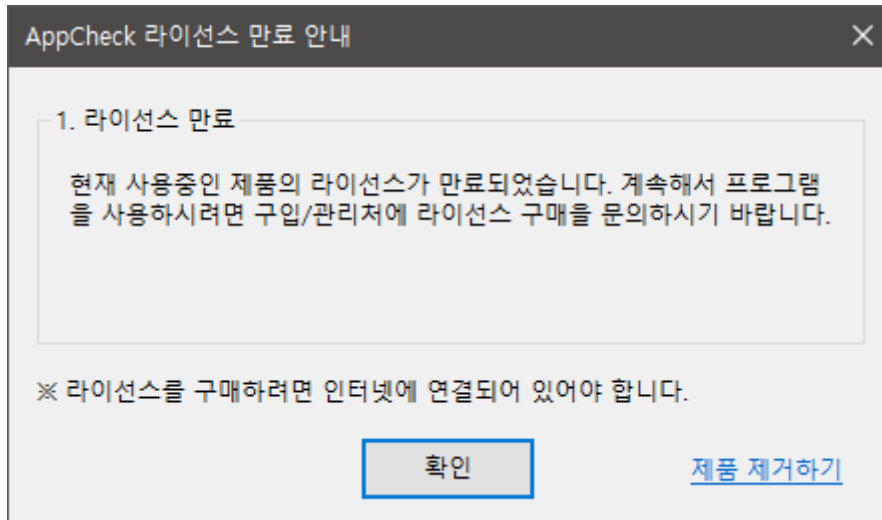 AppCheck 라이선스 만료 안내
1. 라이선스 만료
현재 사용중인 제품의 라이선스가 만료되었습니다. 계속해서 프로그램
을 사용하시려면 구입/관리처에 라이선스 구매을 문의하시기 바랍니다.
※ 라이선스를 구매하려면 인터넷에 연결되어 있어야 합니다.
확인
제품 제거하기